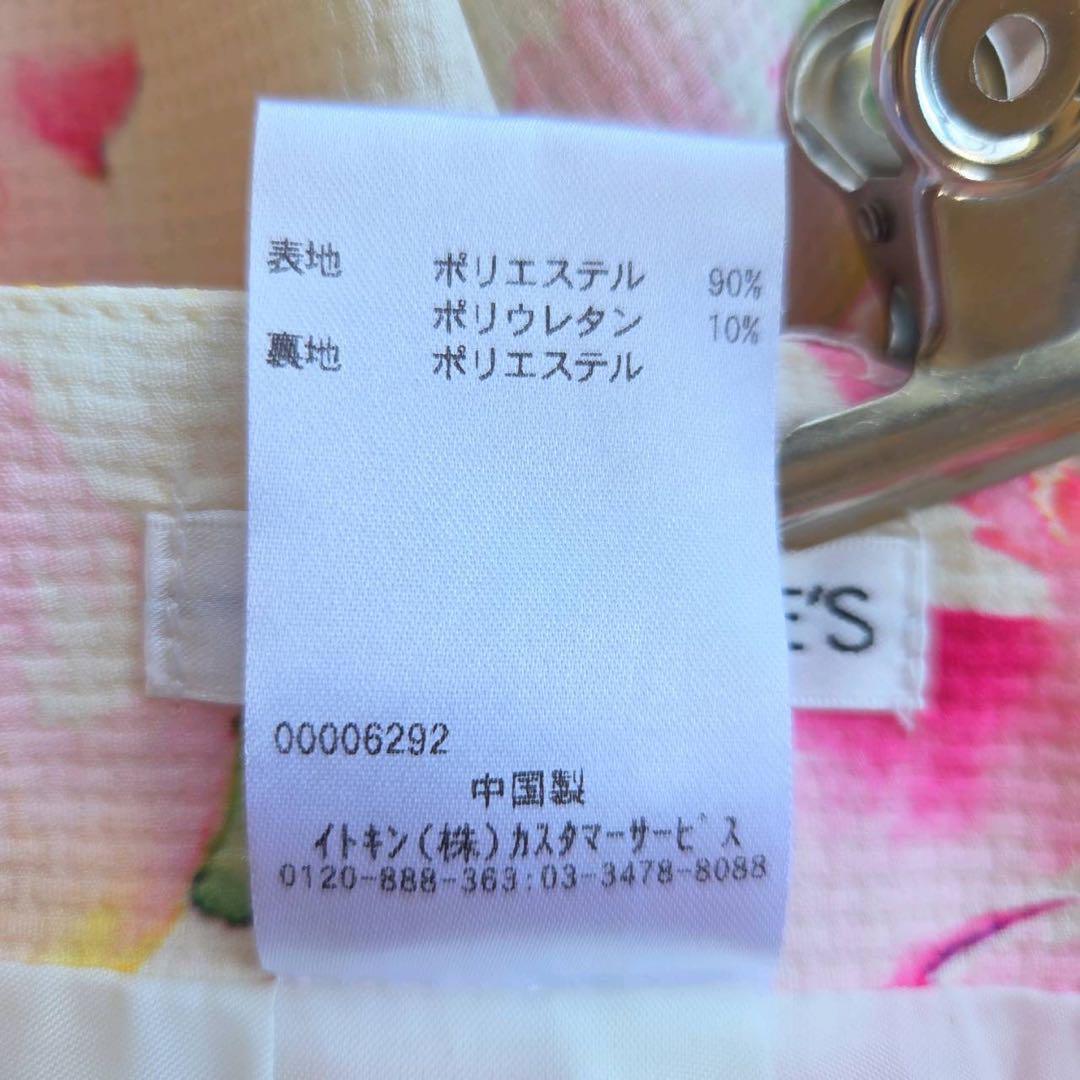 表地 ポリエステル 90%
ポリウレタン 10%
裏地 ポリエステル
E'S
00006292
中国製
イトキン(株)カスタマーサービス
0120-888-363:03-3478-8088